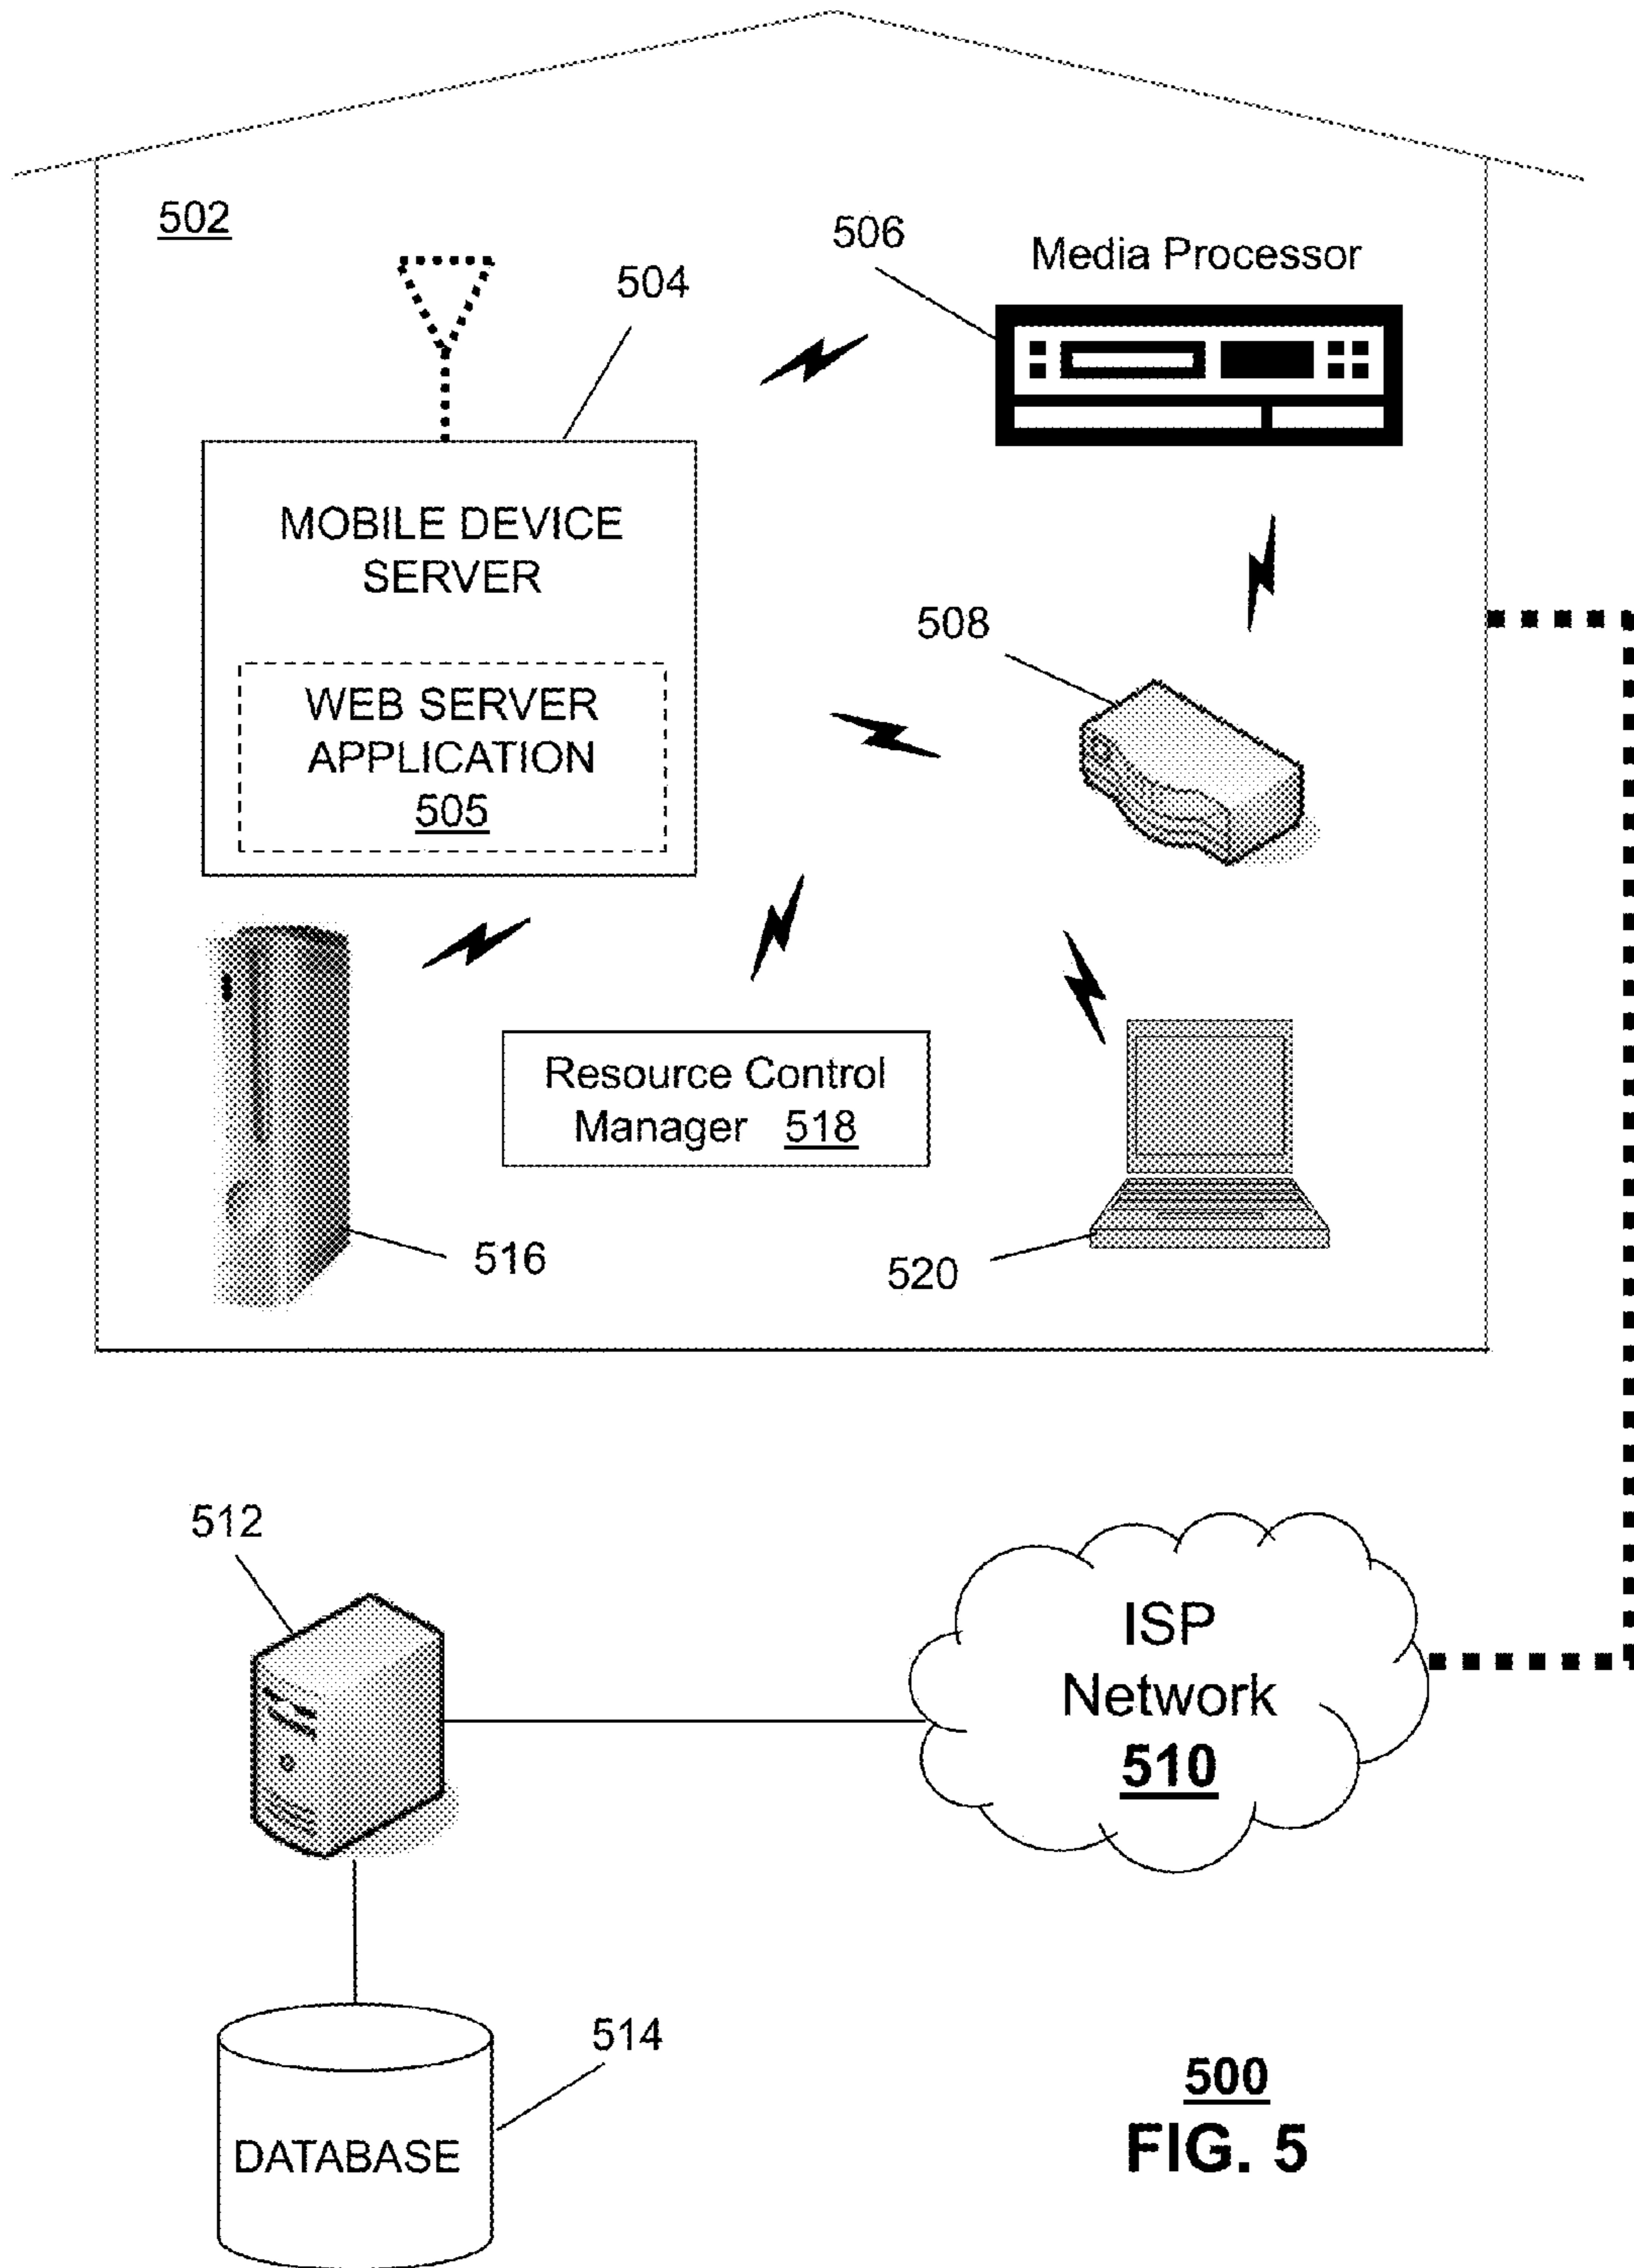 502
504
506
Media Processor
MOBILE DEVICE
SERVER
508
WEB SERVER
APPLICATION
505
Resource Control
Manager 518
516
520
512
ISP
Network
510
514
DATABASE
500
FIG. 5